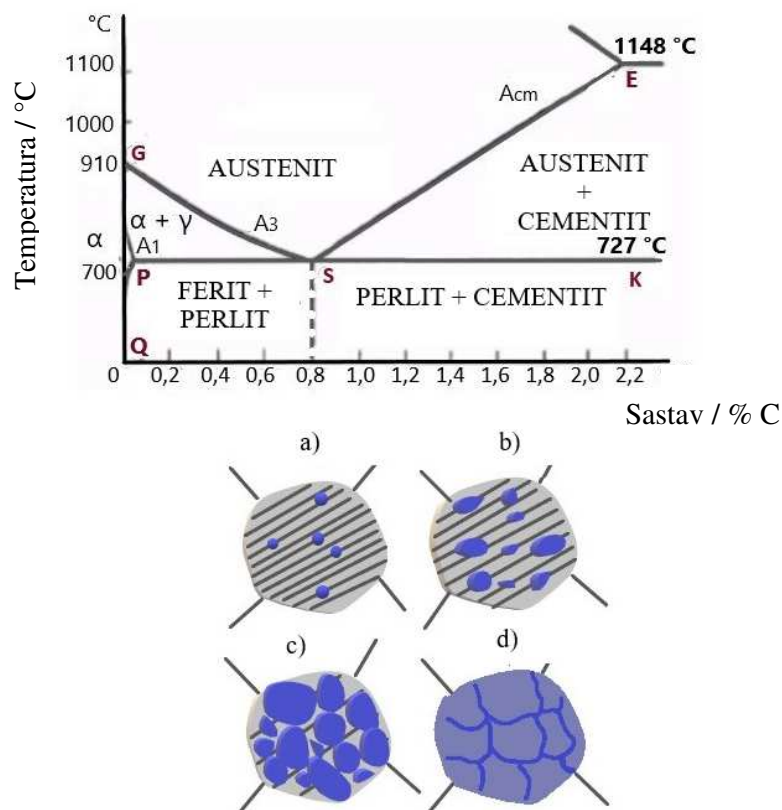 °C
1148 °C
1100
E
Acm
1000
910
G
AUSTENIT
AUSTENIT
+
CEMENTIT
α + γ
A3
α
A1
727 °C
700
P
S
K
FERIT +
PERLIT
PERLIT + CEMENTIT
Q
0 0,2 0,4 0,6 0,8 1,0 1,2 1,4 1,6 1,8 2,0 2,2
Temperatura / °C
Sastav / % C
a) b)
c) d)